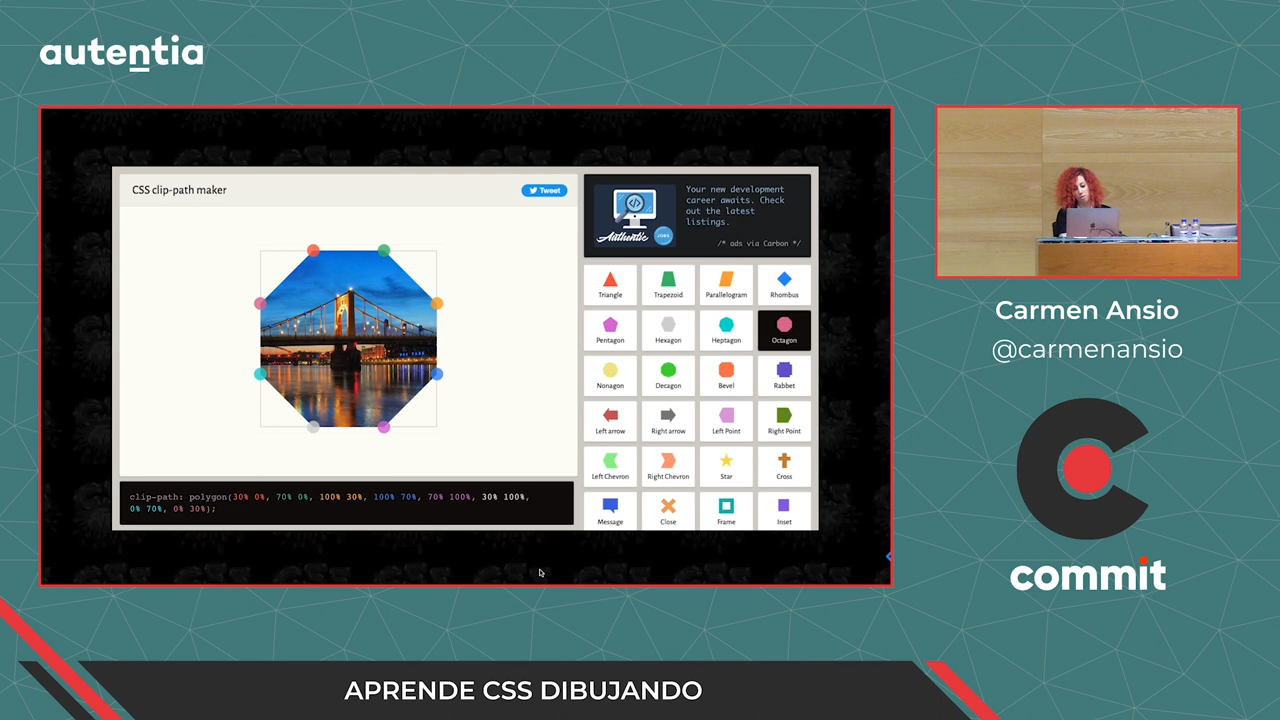 autentia
CSS clip-path maker
Tweet
Your new development
career awaits. Check
out the latest
listings.
Authentic
JOBS
/* ads via Carbon */
Triangle
Trapezoid
Parallelogram
Rhombus
Pentagon
Hexagon
Heptagon
Octagon
Nonagon
Decagon
Bevel
Rabbet
Left arrow
Right arrow
Left Point
Right Point
Left Chevron
Right Chevron
Star
Cross
Message
Close
Frame
Inset
clip-path: polygon(30% 0%, 70% 0%, 100% 30%, 100% 70%, 70% 100%, 30% 100%,
0% 70%, 0% 30%);
Carmen Ansio
@carmenansio
commit
APRENDE CSS DIBUJANDO